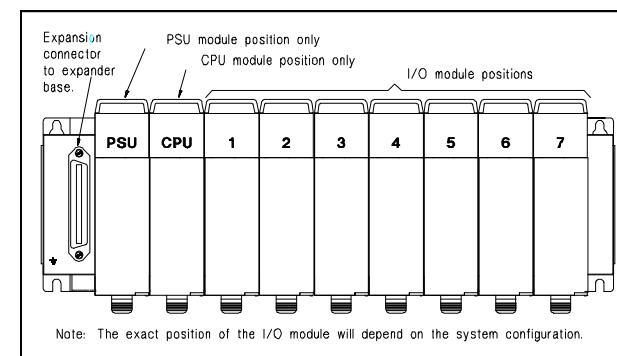 Expansion
connector
to expander
base.
PSU module position only
CPU module position only
I/O module positions
PSU CPU 1 2 3 4 5 6 7
Note: The exact position of the I/O module will depend on the system configuration.